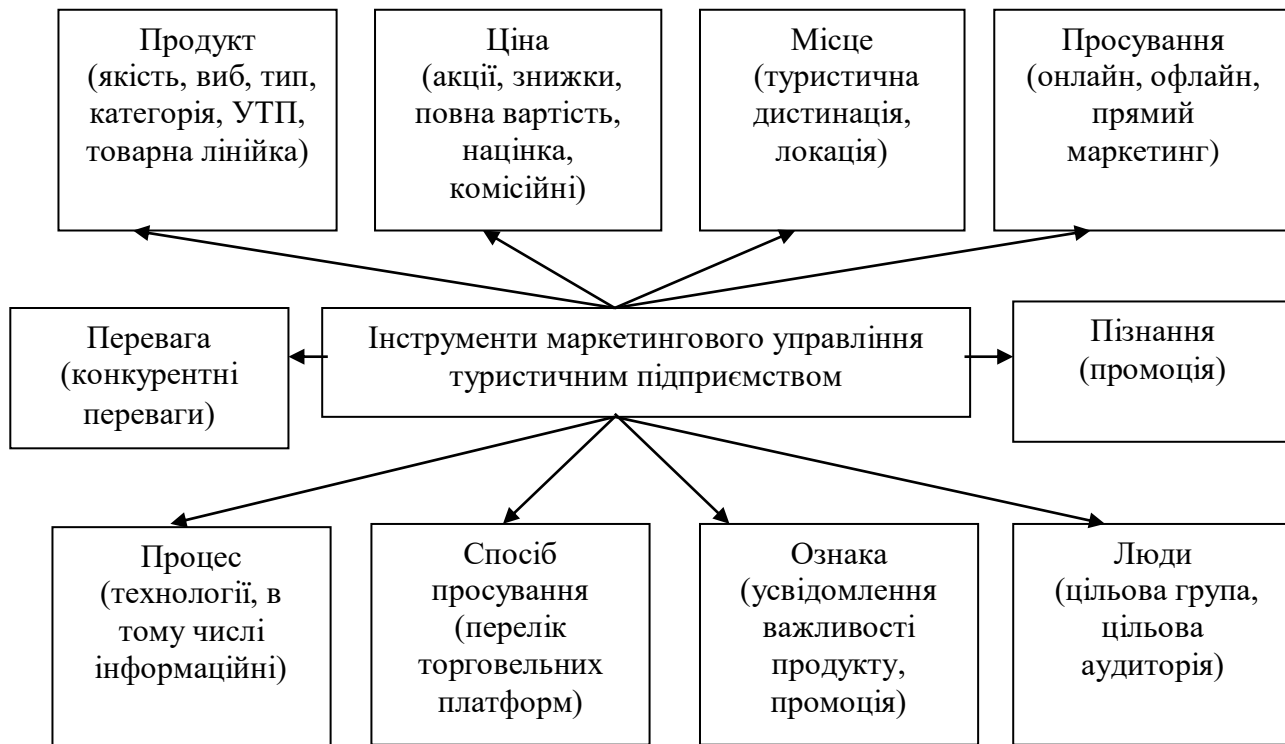 Продукт
(якість, виб, тип,
категорія, УТП,
товарна лінійка)
Ціна
(акції, знижки,
повна вартість,
націнка,
комісійні)
Місце
(туристична
дистинація,
локація)
Просування
(онлайн, офлайн,
прямий
маркетинг)
Перевага
(конкурентні
переваги)
Інструменти маркетингового управління
туристичним підприємством
Пізнання
(промоція)
Процес
(технології, в
тому числі
інформаційні)
Спосіб
просування
(перелік
торговельних
платформ)
Ознака
(усвідомлення
важливості
продукту,
промоція)
Люди
(цільова група,
цільова
аудиторія)